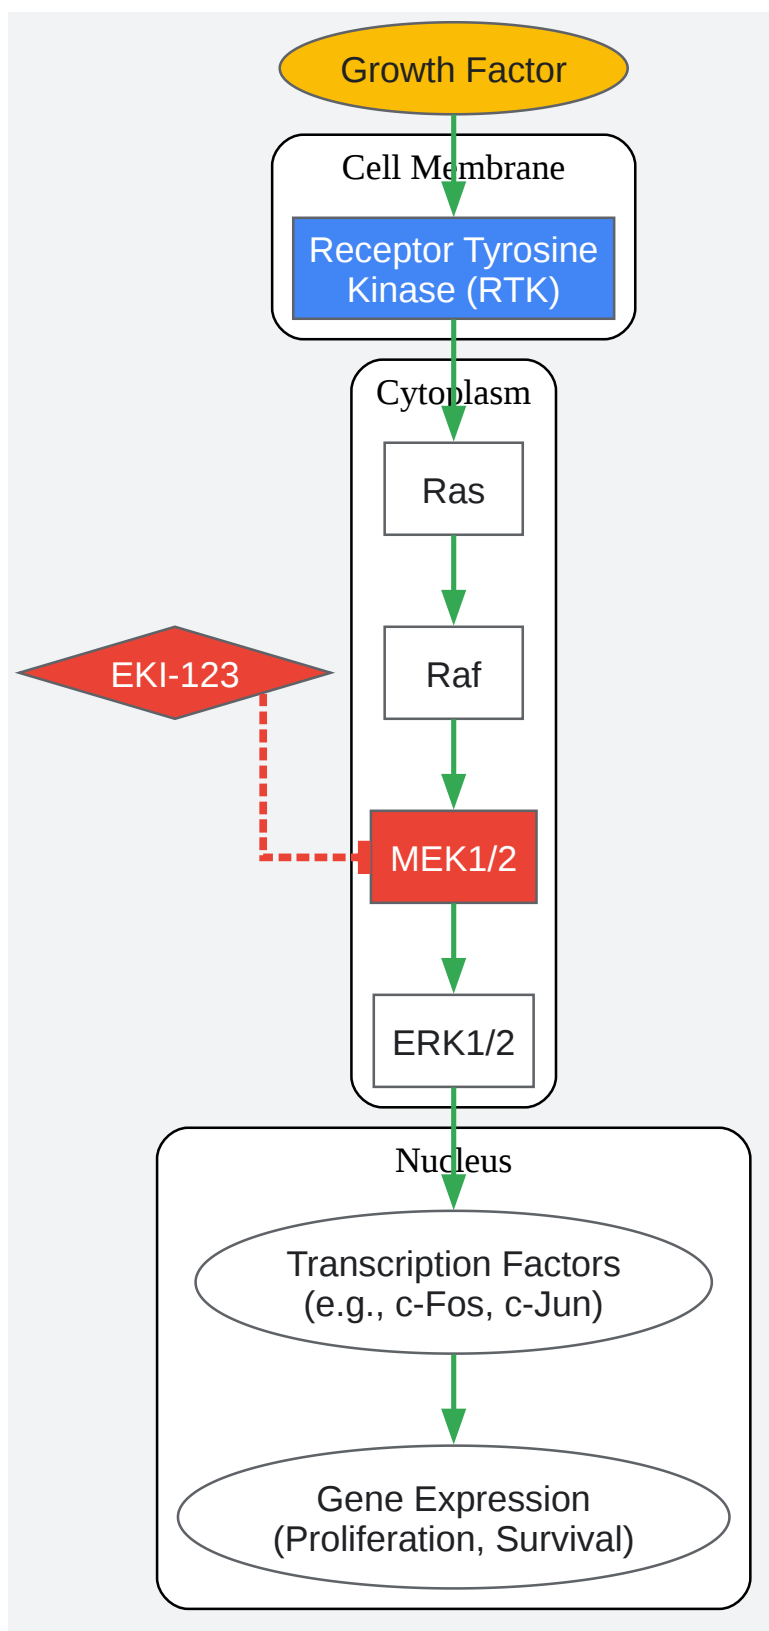 Growth Factor
Cell Membrane
Receptor Tyrosine
Kinase (RTK)
Cytoplasm
Ras
EKI-123
Raf
MEK1/2
ERK1/2
Nucleus
Transcription Factors
(e.g., c-Fos, c-Jun)
Gene Expression
(Proliferation, Survival)